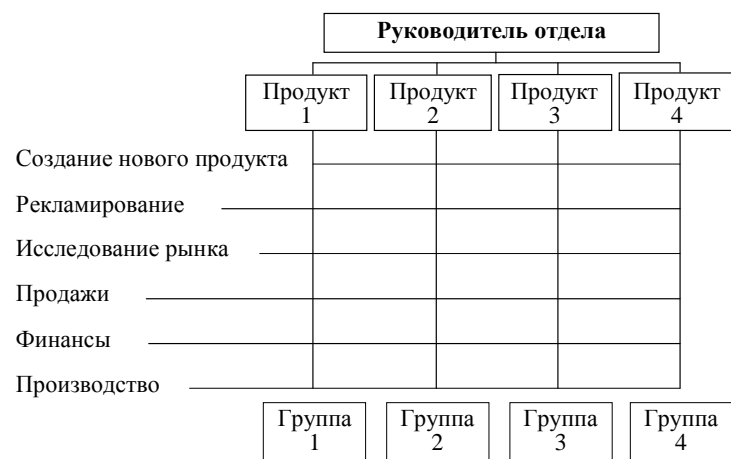 Руководитель отдела
Продукт Продукт Продукт Продукт
1 2 3 4
Создание нового продукта
Рекламирование
Исследование рынка
Продажи
Финансы
Производство
Группа Группа Группа Группа
1 2 3 4